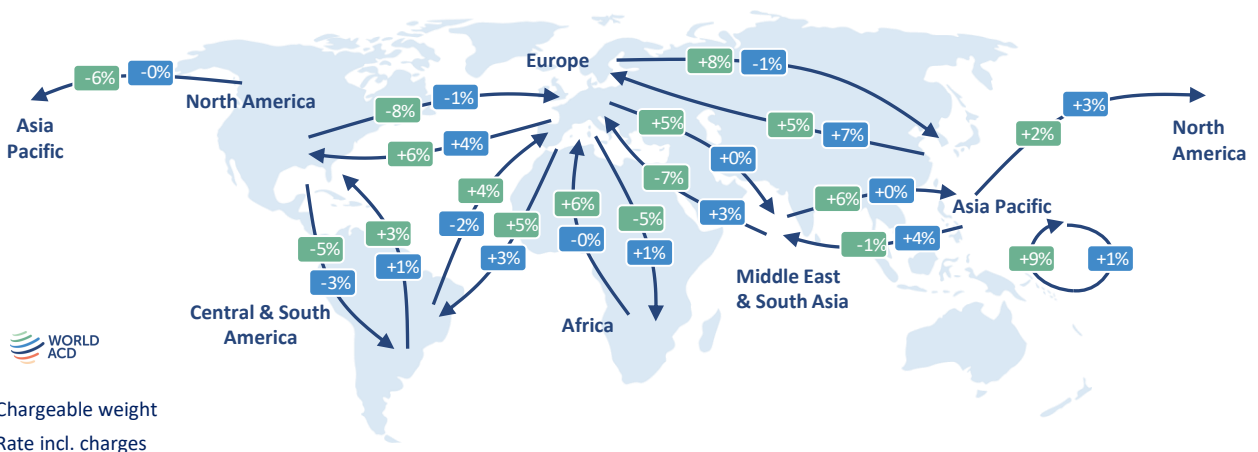 Europe
+8%
-1%
-6%
-0%
North America
Asia
Pacific
-8%
-1%
+6%
+4%
+5%
+0%
+5%
+7%
+3%
+2%
North
America
-7%
+3%
+6%
+0%
Asia Pacific
-1%
+4%
+9%
+1%
+4%
-2%
+5%
+3%
+6%
-0%
-5%
+1%
+3%
+1%
-5%
-3%
Middle East
& South Asia
Central & South
America
Africa
WORLD
ACD
Chargeable weight
Rate incl. charges